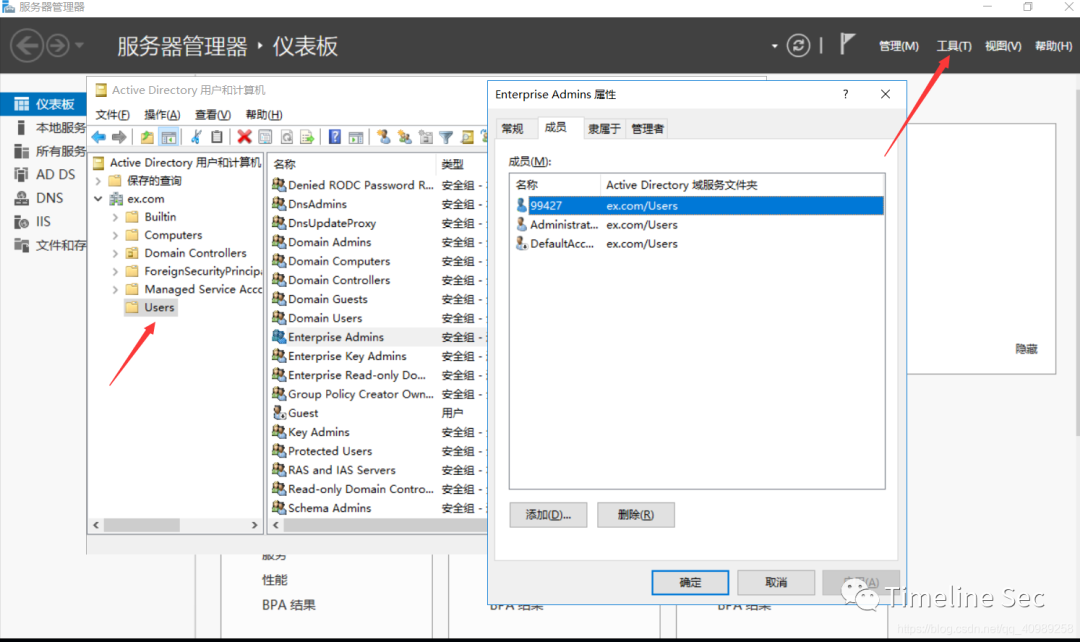 服务器管理器
服务器管理器 ‣ 仪表板
管理(M) 工具(T) 视图(V) 帮助(H)
仪表板
本地服务
所有服务
AD DS
DNS
IIS
文件和存
Active Directory 用户和计算机
文件(F) 操作(A) 查看(V) 帮助(H)
Active Directory 用户和计算机
保存的查询
ex.com
Builtin
Computers
Domain Controllers
ForeignSecurityPrincipa
Managed Service Acco
Users
名称 类型
Denied RODC Password R... 安全组 -
DnsAdmins 安全组 -
DnsUpdateProxy 安全组 -
Domain Admins 安全组 -
Domain Computers 安全组 -
Domain Controllers 安全组 -
Domain Guests 安全组 -
Domain Users 安全组 -
Enterprise Admins 安全组 -
Enterprise Key Admins 安全组 -
Enterprise Read-only Do... 安全组 -
Group Policy Creator Own... 安全组 -
Guest 用户
Key Admins 安全组 -
Protected Users 安全组 -
RAS and IAS Servers 安全组 -
Read-only Domain Contro... 安全组 -
Schema Admins 安全组 -
Enterprise Admins 属性
?
常规 成员 隶属于 管理者
成员(M):
名称 Active Directory 域服务文件夹
99427 ex.com/Users
Administrat... ex.com/Users
DefaultAcc... ex.com/Users
添加(D)... 删除(R)
确定 取消
隐藏
服务
性能
BPA 结果
BPA 结果
BPA 结果
Timeline Sec
https://blog.csdn.net/qq_40989258